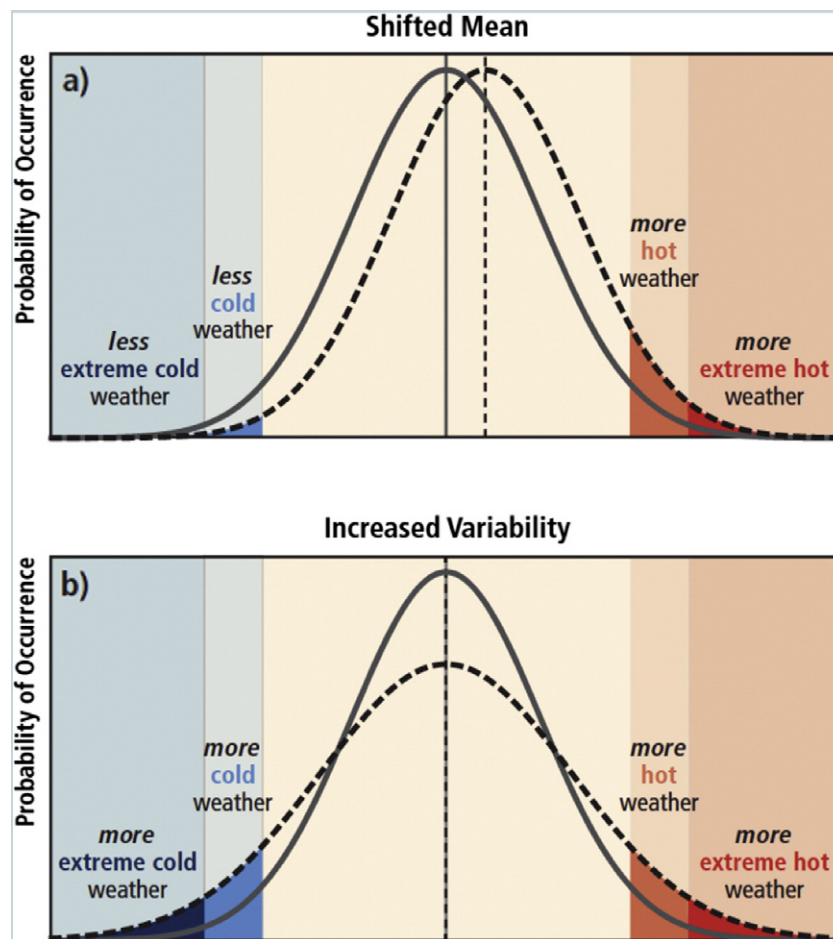 Shifted Mean
a)
Probability of Occurrence
less
cold
weather
less
extreme cold
weather
more
hot
weather
more
extreme hot
weather
Increased Variability
b)
Probability of Occurrence
more
cold
weather
more
extreme cold
weather
more
hot
weather
more
extreme hot
weather